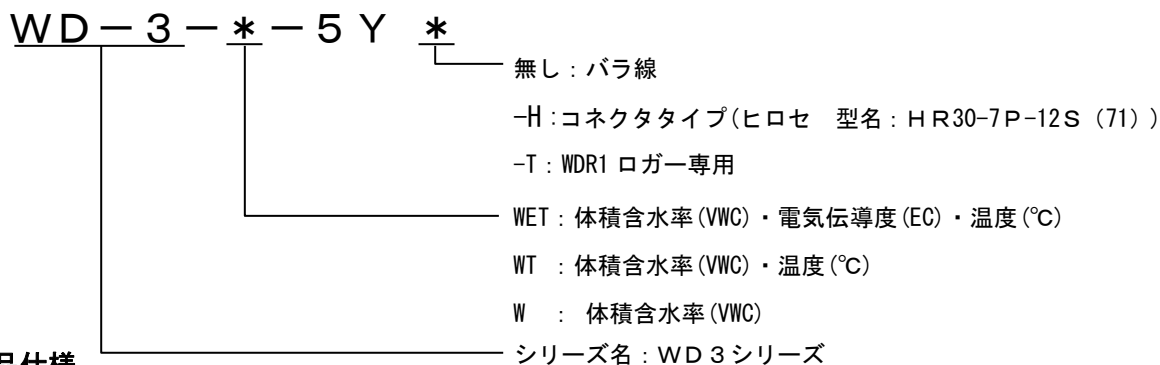 ＷＤ－３－＊－５Ｙ ＊
無し：バラ線
-H：コネクタタイプ(ヒロセ　型名：ＨＲ30-7Ｐ-12Ｓ（71）)
-T：WDR1 ロガー専用
WET：体積含水率(VWC)・電気伝導度(EC)・温度(℃)
WT ：体積含水率(VWC)・温度(℃)
W ： 体積含水率(VWC)
シリーズ名：ＷＤ３シリーズ
仕様